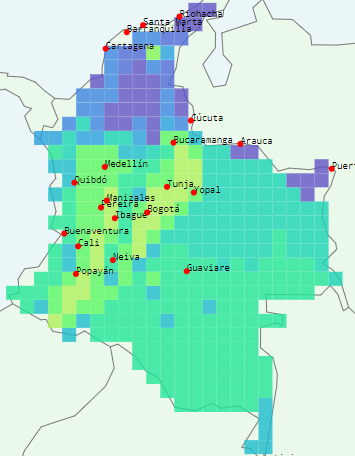 Riohacha
Santa Marta
Barranquilla
Cartagena
Cúcuta
Bucaramanga
Arauca
Medellín
Puer
Quibdó
Tunja
Yopal
Manizales
Pereira
Bogotá
Ibagué
Buenaventura
Cali
Neiva
Popayán
Guaviare